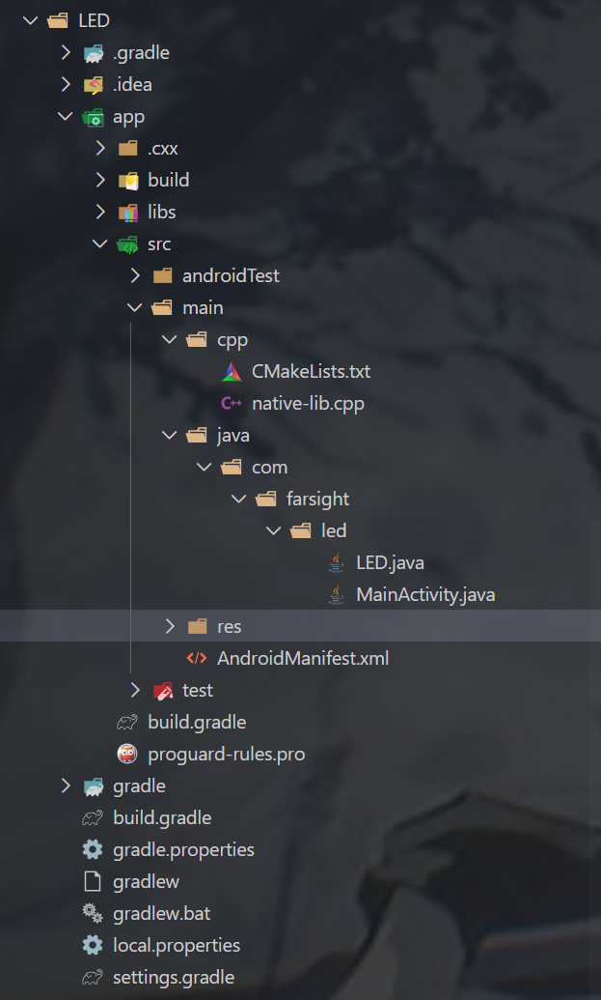 LED
.gradle
.idea
app
.cxx
build
libs
src
androidTest
main
cpp
CMakeLists.txt
native-lib.cpp
java
com
farsight
led
LED.java
MainActivity.java
res
AndroidManifest.xml
test
build.gradle
proguard-rules.pro
gradle
build.gradle
gradle.properties
gradlew
gradlew.bat
local.properties
settings.gradle